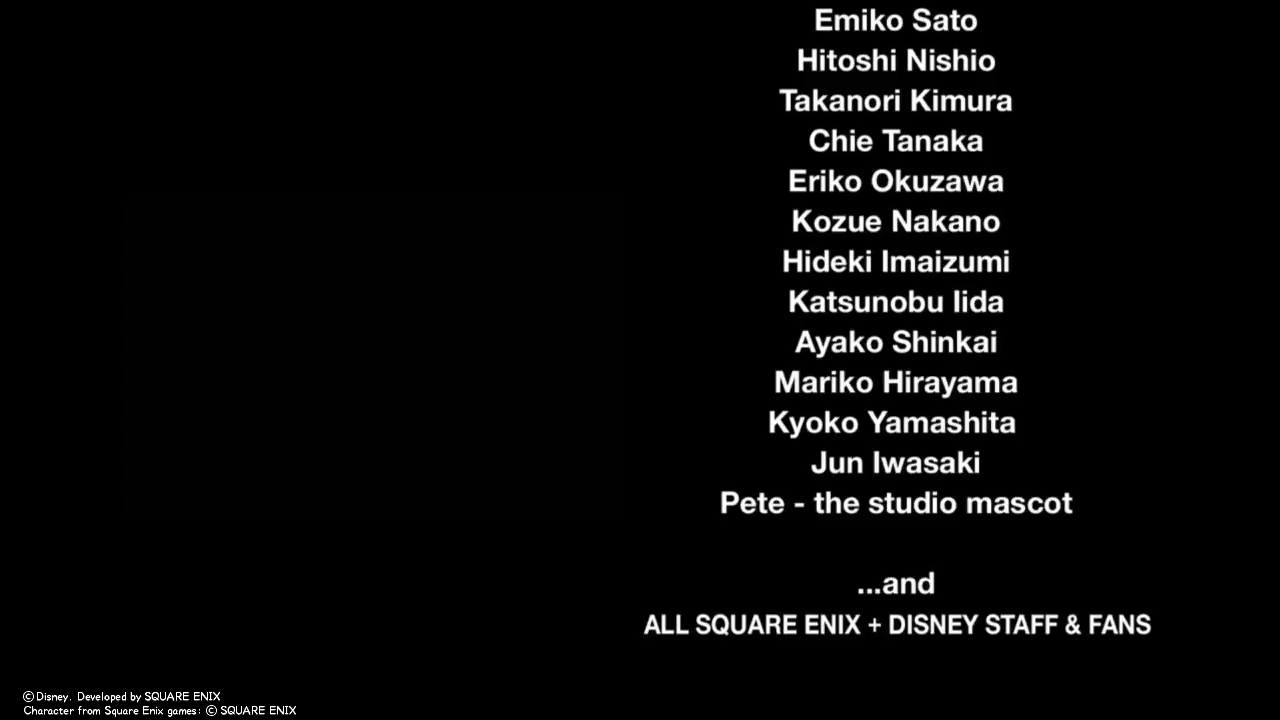 Emiko Sato
Hitoshi Nishio
Takanori Kimura
Chie Tanaka
Eriko Okuzawa
Kozue Nakano
Hideki Imaizumi
Katsunobu Iida
Ayako Shinkai
Mariko Hirayama
Kyoko Yamashita
Jun Iwasaki
Pete - the studio mascot
...and
ALL SQUARE ENIX + DISNEY STAFF & FANS
©Disney. Developed by SQUARE ENIX
Character from Square Enix games: © SQUARE ENIX